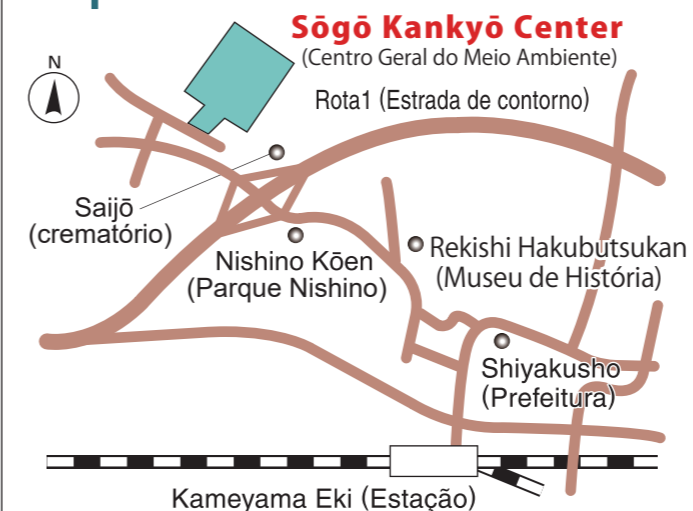 Sōgō Kankyō Center
(Centro Geral do Meio Ambiente)
N
Rota1 (Estrada de contorno)
Saijō
(crematório)
Nishino Kōen
(Parque Nishino)
Rekishi Hakubutsukan
(Museu de História)
Shiyakusho
(Prefeitura)
Kameyama Eki (Estação)